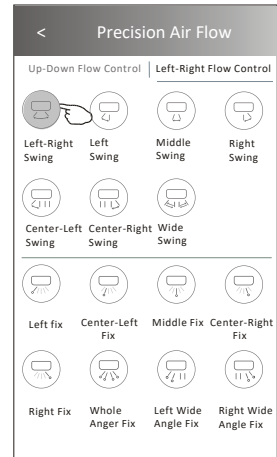 < Precision Air Flow
Up-Down Flow Control Left-Right Flow Control
Left-Right Left Middle Right
Swing Swing Swing Swing
Center-Left Center-Right Wide
Swing Swing Swing
Left fix Center-Left Middle Fix Center-Right
Fix Fix
Right Fix Whole Left Wide Right Wide
Anger Fix Angle Fix Angle Fix